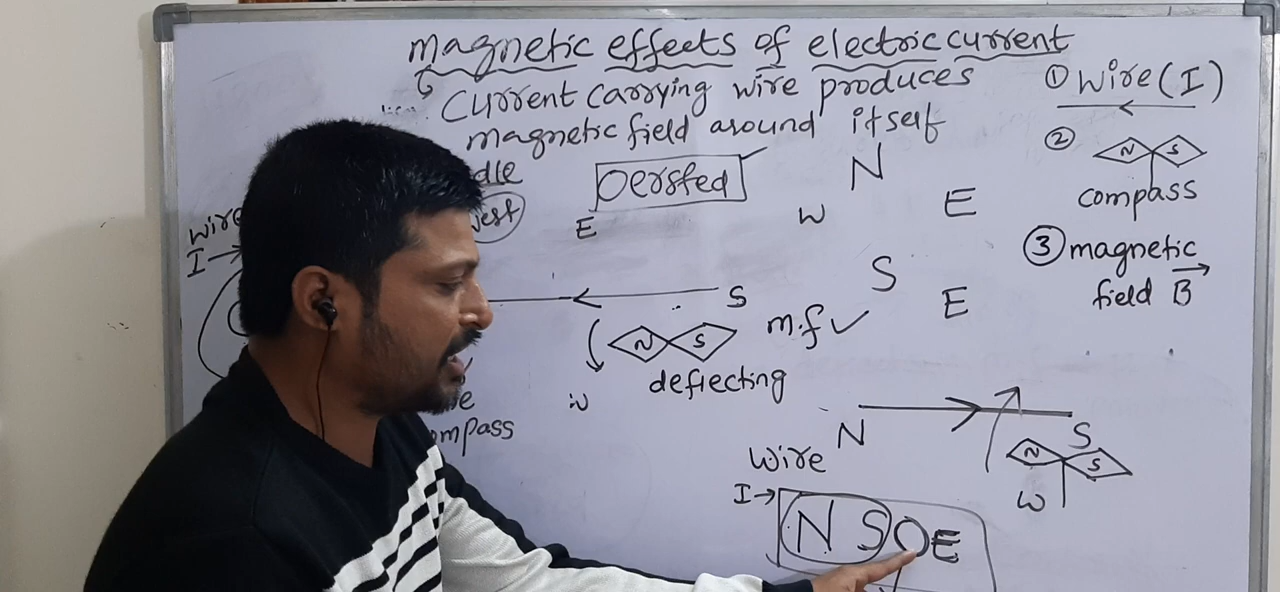 magnetic effects of electric current
Current carrying wire produces
magnetic field around itself
Oersted
E
wire
I→
S
N S
deflecting
m.f ✓
W
N
W E
S
E
① Wire (I)
②
N S
compass
③ magnetic
field B
N
S
N S
W
Wire
I→
N S O E